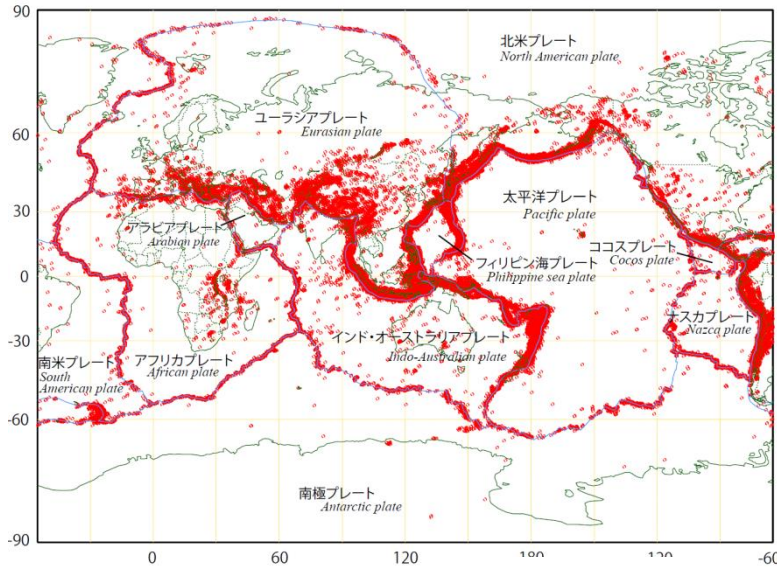 90
60
30
0
-30
-60
-90
北米プレート
North American plate
ユーラシアプレート
Eurasian plate
太平洋プレート
Pacific plate
アラビアプレート
Arabian plate
フィリピン海プレート
Philippine sea plate
ココスプレート
Cocos plate
ナスカプレート
Nazca plate
インド・オーストラリアプレート
Indo-Australian plate
アフリカプレート
African plate
南米プレート
South
American plate
南極プレート
Antarctic plate
0
60
120
180
120
-60